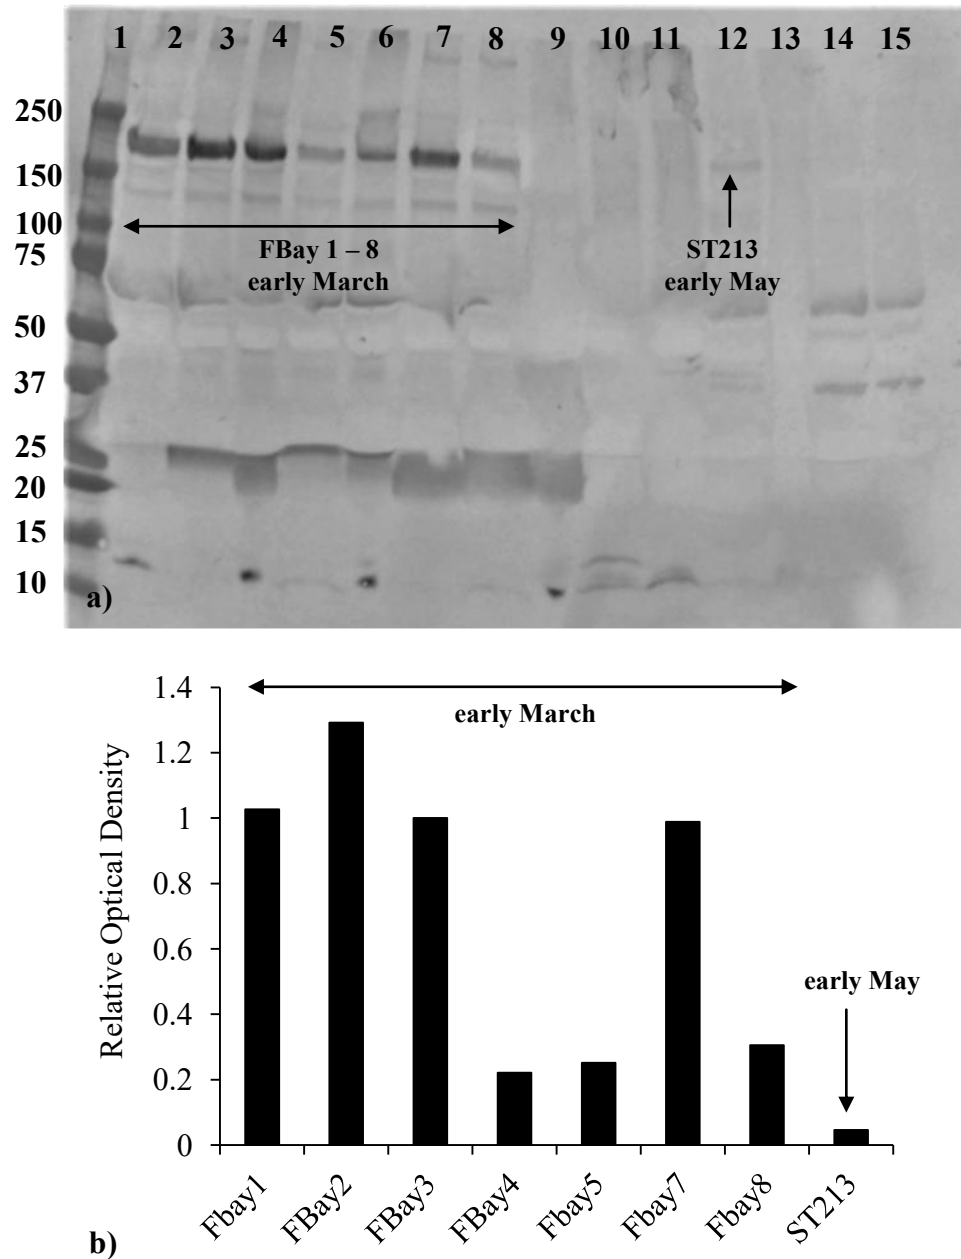 1 2 3 4 5 6 7 8 9 10 11 12 13 14 15
250
150
100
75
50
37
25
20
15
10
FBay 1 – 8
early March
ST213
early May
a)
1.4
1.2
1
0.8
0.6
0.4
0.2
0
Relative Optical Density
early March
early May
Fbay1
FBay2
FBay3
FBay4
Fbay5
Fbay7
Fbay8
ST213
b)